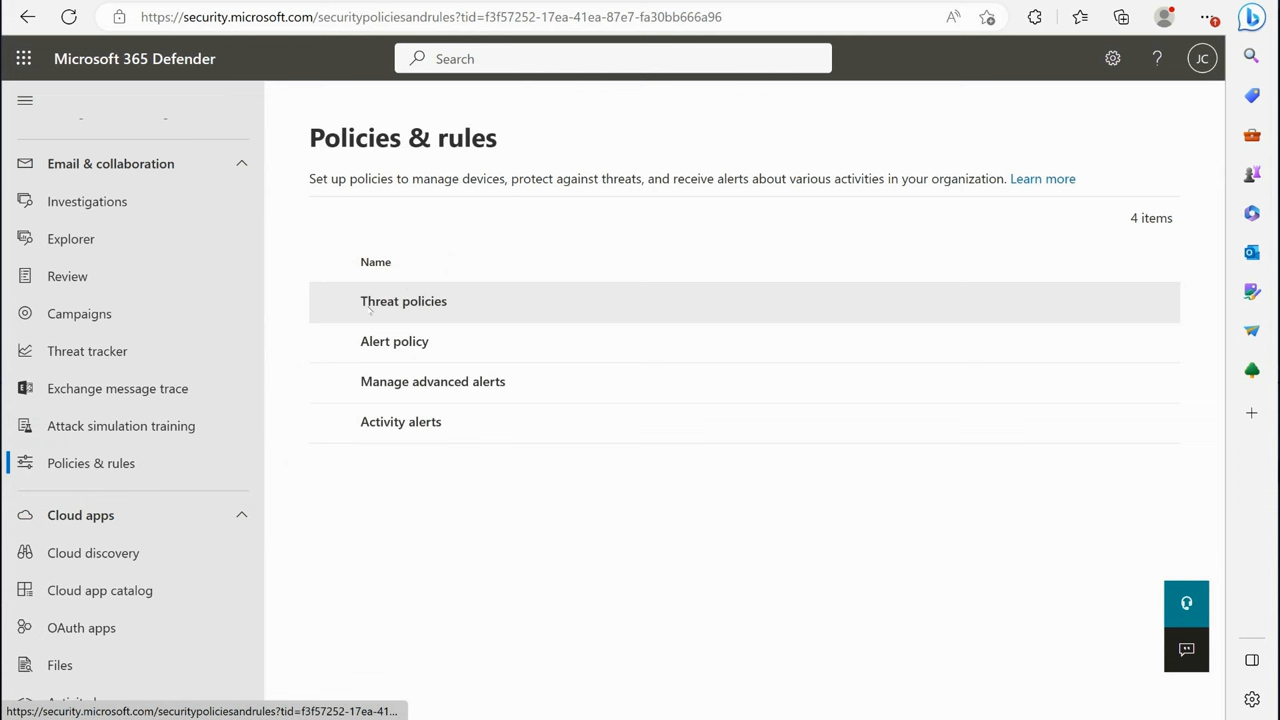 https://security.microsoft.com/securitypoliciesandrules?tid=f3f57252-17ea-41ea-87e7-fa30bb666a96
Microsoft 365 Defender
Search
JC
Email & collaboration
Investigations
Explorer
Review
Campaigns
Threat tracker
Exchange message trace
Attack simulation training
Policies & rules
Cloud apps
Cloud discovery
Cloud app catalog
OAuth apps
Files
Policies & rules
Set up policies to manage devices, protect against threats, and receive alerts about various activities in your organization. Learn more
4 items
Name
Threat policies
Alert policy
Manage advanced alerts
Activity alerts
https://security.microsoft.com/securitypoliciesandrules?tid=f3f57252-17ea-41...